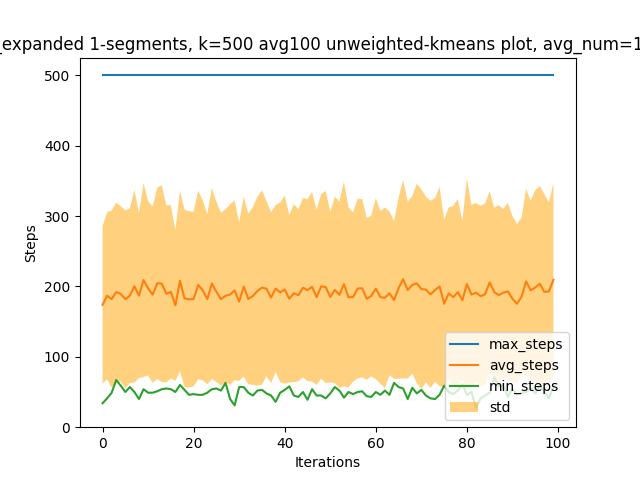 _expanded 1-segments, k=500 avg100 unweighted-kmeans plot, avg_num=1
500
400
300
200
100
0
Steps
max_steps
avg_steps
min_steps
std
0 20 40 60 80 100
Iterations